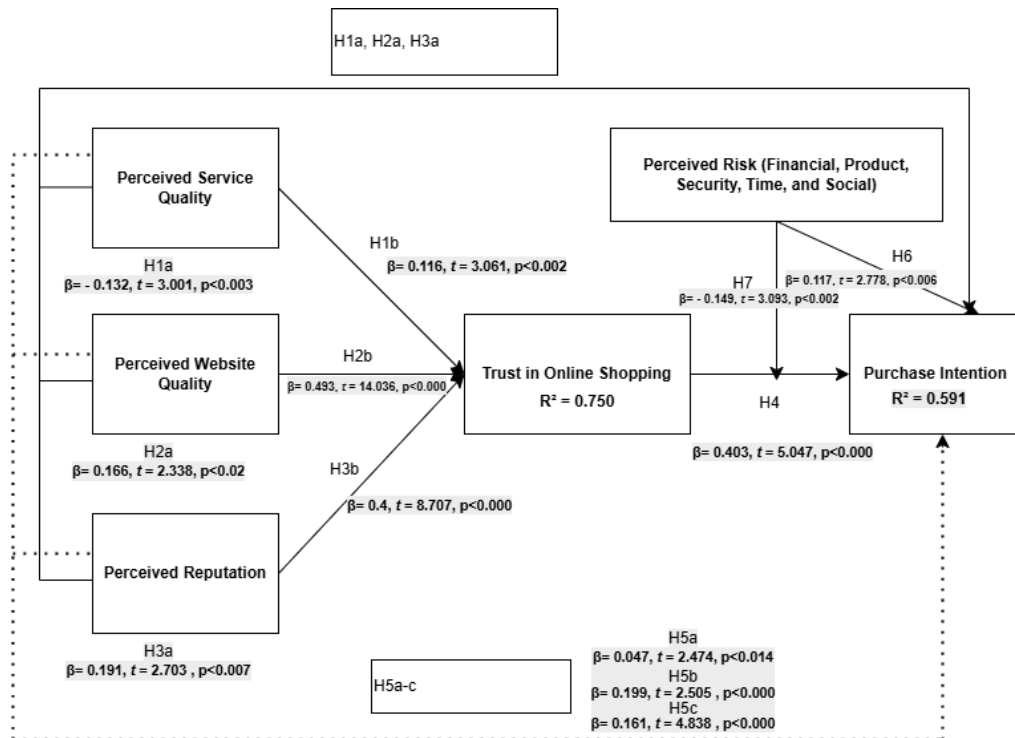 H1a, H2a, H3a
Perceived Service
Quality
H1a
β= - 0.132, t = 3.001, p<0.003
Perceived Risk (Financial, Product,
Security, Time, and Social)
H1b
β= 0.116, t = 3.061, p<0.002
H6
β= 0.117, t = 2.778, p<0.006
H7
β= - 0.149, t = 3.093, p<0.002
Perceived Website
Quality
H2a
β= 0.166, t = 2.338, p<0.02
H2b
β= 0.493, t = 14.036, p<0.000
Trust in Online Shopping
R² = 0.750
Purchase Intention
R² = 0.591
H4
β= 0.403, t = 5.047, p<0.000
H3b
β= 0.4, t = 8.707, p<0.000
Perceived Reputation
H3a
β= 0.191, t = 2.703 , p<0.007
H5a-c
H5a
β= 0.047, t = 2.474, p<0.014
H5b
β= 0.199, t = 2.505 , p<0.000
H5c
β= 0.161, t = 4.838, p<0.000